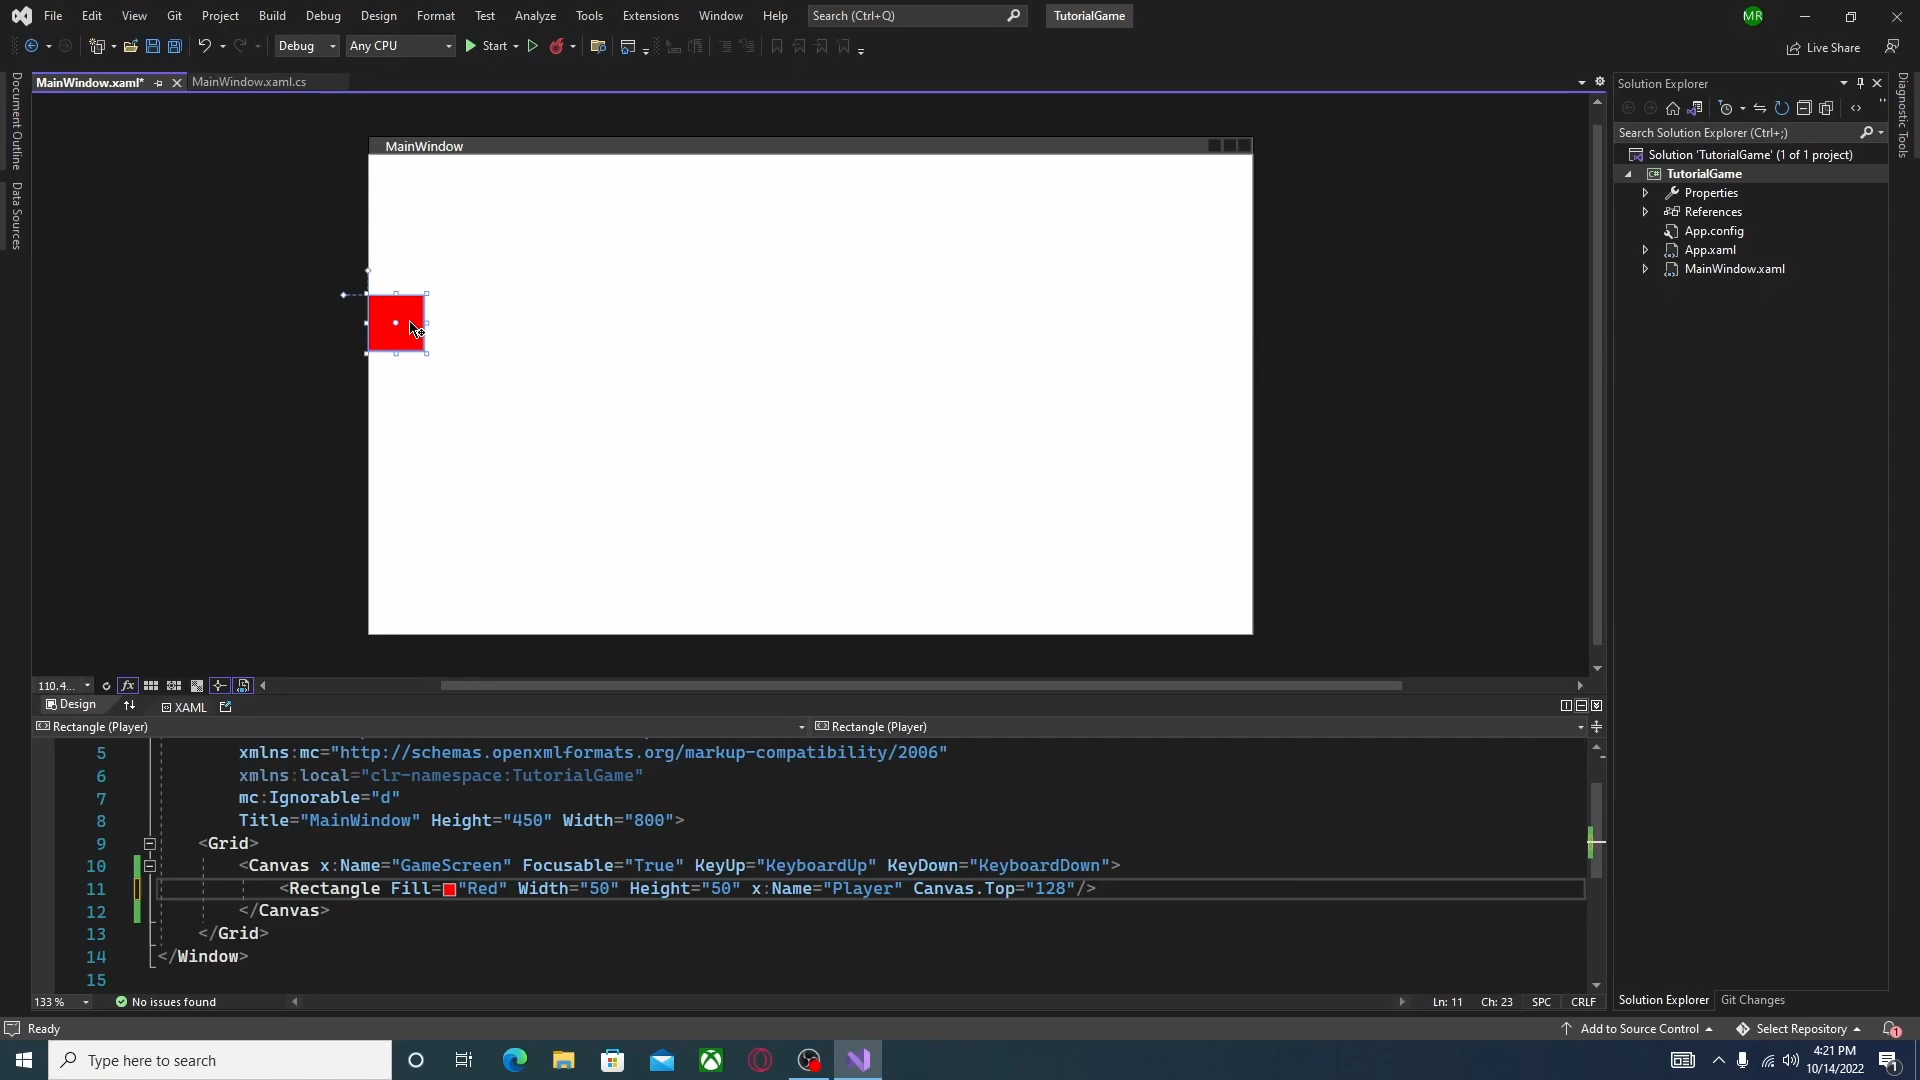 File Edit View Git Project Build Debug Design Format Test Analyze Tools Extensions Window Help Search (Ctrl+Q) TutorialGame MR
Debug Any CPU Start Live Share
MainWindow.xaml* MainWindow.xaml.cs
Document Outline
Data Sources
MainWindow
110.4...
Design XAML
Rectangle (Player) Rectangle (Player)
5 xmlns:mc="http://schemas.openxmlformats.org/markup-compatibility/2006"
6 xmlns:local="clr-namespace:TutorialGame"
7 mc:Ignorable="d"
8 Title="MainWindow" Height="450" Width="800">
9 <Grid>
10 <Canvas x:Name="GameScreen" Focusable="True" KeyUp="KeyboardUp" KeyDown="KeyboardDown">
11 <Rectangle Fill="Red" Width="50" Height="50" x:Name="Player" Canvas.Top="128"/>
12 </Canvas>
13 </Grid>
14 </Window>
15
133 % No issues found Ln: 11 Ch: 23 SPC CRLF
Solution Explorer
Search Solution Explorer (Ctrl+;)
Solution 'TutorialGame' (1 of 1 project)
C# TutorialGame
Properties
References
App.config
App.xaml
MainWindow.xaml
Solution Explorer Git Changes
Diagnostic Tools
Ready Add to Source Control Select Repository 1
Type here to search
4:21 PM
10/14/2022
1